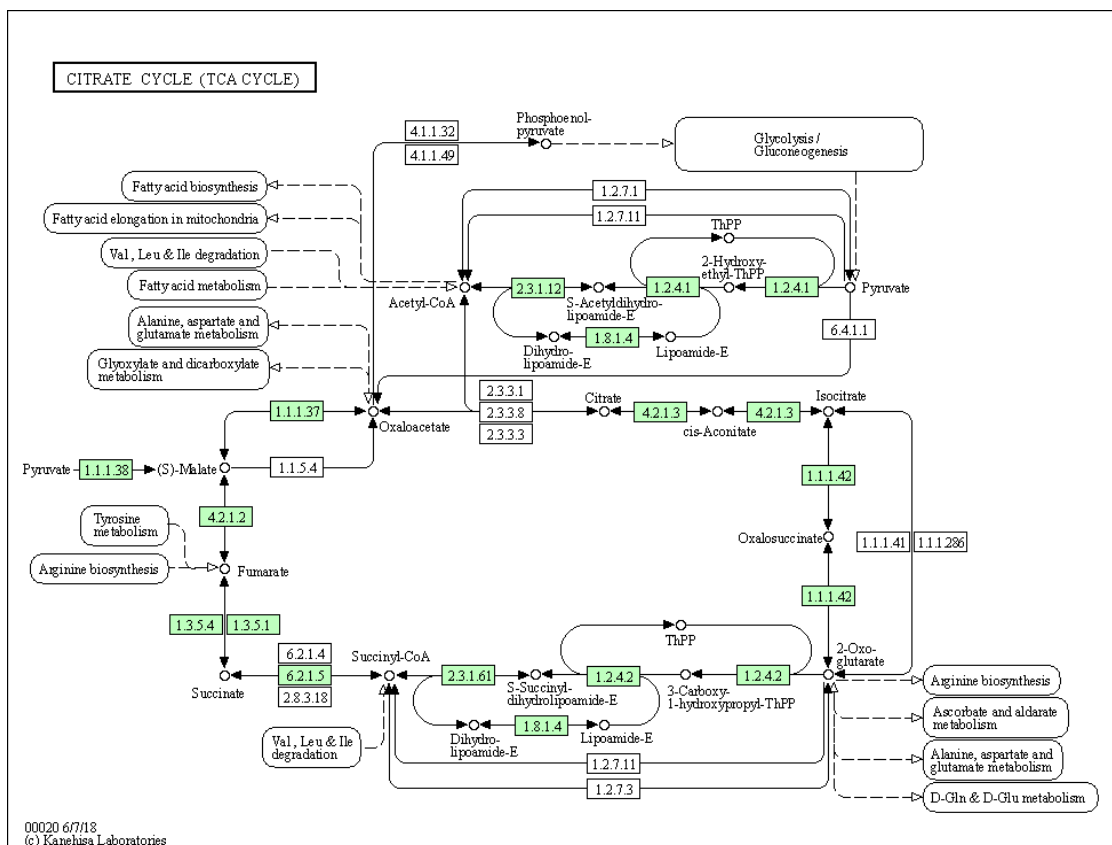 CITRATE CYCLE (TCA CYCLE)
Phosphoenol-
pyruvate
4.1.1.32
4.1.1.49
Glycolysis /
Gluconeogenesis
Fatty acid biosynthesis
Fatty acid elongation in mitochondria
Val, Leu & Ile degradation
Fatty acid metabolism
1.2.7.1
1.2.7.11
ThPP
2-Hydroxy-
ethyl-ThPP
Acetyl-CoA
2.3.1.12
S-Acetyldihydro-
lipoamide-E
1.2.4.1
1.2.4.1
Pyruvate
Alanine, aspartate and
glutamate metabolism
Glyoxylate and dicarboxylate
metabolism
Dihydro-
lipoamide-E
1.8.1.4
Lipoamide-E
6.4.1.1
1.1.1.37
Oxaloacetate
2.3.3.1
2.3.3.8
2.3.3.3
Citrate
4.2.1.3
cis-Aconitate
4.2.1.3
Isocitrate
Pyruvate
1.1.1.38
(S)-Malate
1.1.5.4
1.1.1.42
4.2.1.2
Tyrosine
metabolism
Arginine biosynthesis
Fumarate
Oxalosuccinate
1.1.1.41
1.1.1.286
1.1.1.42
1.3.5.4
1.3.5.1
ThPP
6.2.1.4
6.2.1.5
2.8.3.18
Succinate
Succinyl-CoA
2.3.1.61
S-Succinyl-
dihydrolipoamide-E
1.2.4.2
3-Carboxy-
1-hydroxypropyl-ThPP
1.2.4.2
2-Oxo-
glutarate
Arginine biosynthesis
Ascorbate and aldarate
metabolism
Alanine, aspartate and
glutamate metabolism
D-Gln & D-Glu metabolism
Val, Leu & Ile
degradation
Dihydro-
lipoamide-E
1.8.1.4
Lipoamide-E
1.2.7.11
1.2.7.3
00020 6/7/18
(c) Kanehisa Laboratories